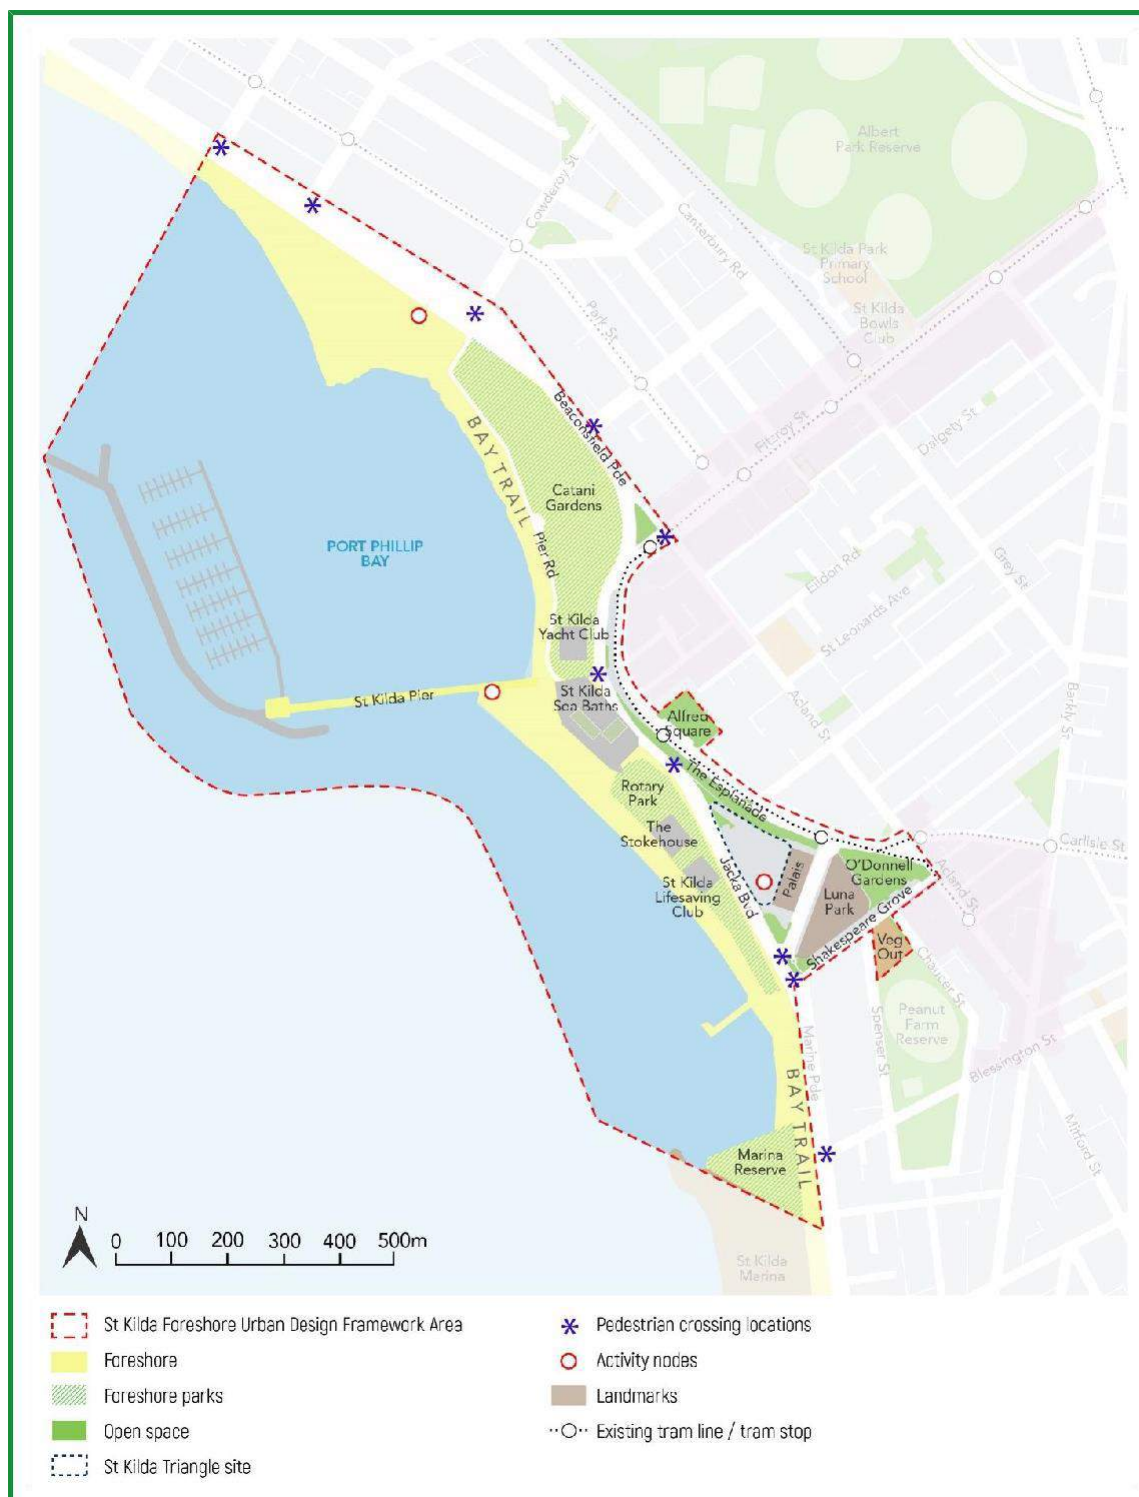 Albert
Park Reserve
Cowderoy St
Canterbury Rd
St Kilda Park
Primary
School
St Kilda
Bowls
Club
Park St
Beaconsfield Pde
Fitzroy St
Dalgety St
BAY TRAIL
Catani
Gardens
PORT PHILLIP
BAY
Pier Rd
Eildon Rd
Grey St
St Leonards Ave
St Kilda
Yacht Club
St Kilda Pier
St Kilda
Sea Baths
Alfred
Square
Acland St
Barkly St
The Esplanade
Rotary
Park
The
Stokehouse
Jacka Blvd
St Kilda
Lifesaving
Club
Palais
O'Donnell
Gardens
Luna
Park
Carlisle St
Acland St
Shakespeare Grove
Veg
Out
Chaucer St
Spenser St
Peanut
Farm
Reserve
Blessington St
Marine Pde
BAY TRAIL
Mitford St
Marina
Reserve
St Kilda
Marina
N
0 100 200 300 400 500m
St Kilda Foreshore Urban Design Framework Area
Foreshore
Foreshore parks
Open space
St Kilda Triangle site
Pedestrian crossing locations
Activity nodes
Landmarks
Existing tram line / tram stop